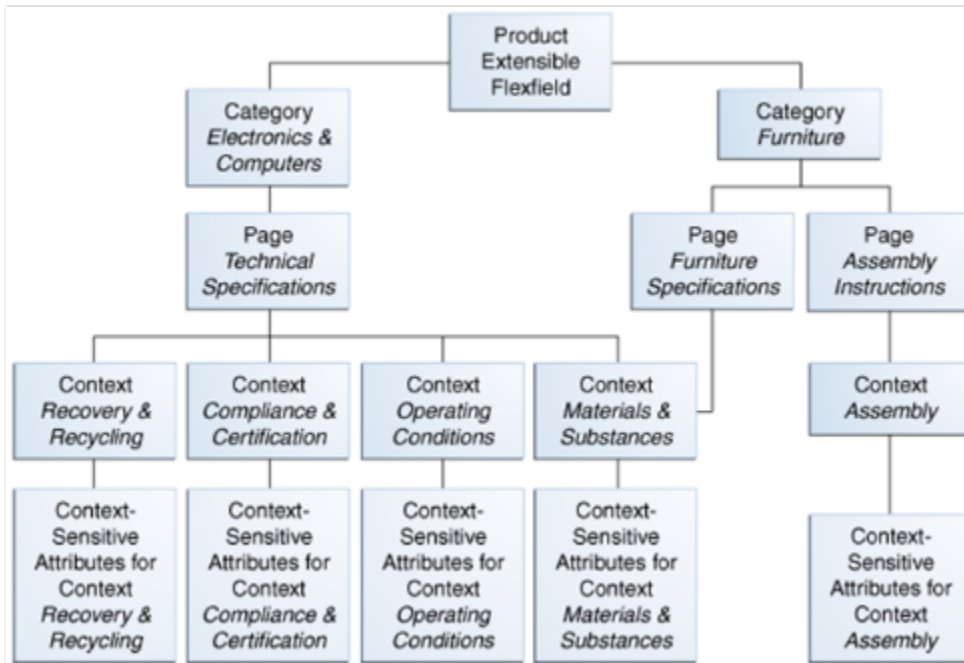 Product
Extensible
Flexfield
Category
Electronics &
Computers
Category
Furniture
Page
Technical
Specifications
Page
Furniture
Specifications
Page
Assembly
Instructions
Context
Recovery &
Recycling
Context
Compliance &
Certification
Context
Operating
Conditions
Context
Materials &
Substances
Context
Assembly
Context-
Sensitive
Attributes for
Context
Recovery &
Recycling
Context-
Sensitive
Attributes for
Context
Compliance &
Certification
Context-
Sensitive
Attributes for
Context
Operating
Conditions
Context-
Sensitive
Attributes for
Context
Materials &
Substances
Context-
Sensitive
Attributes for
Context
Assembly